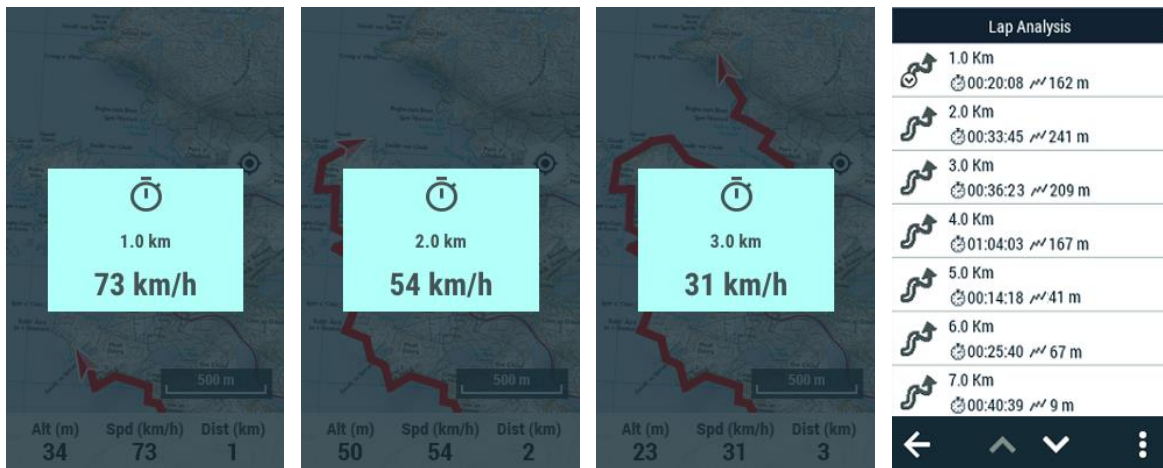 1.0 km
73 km/h
500 m
Alt (m) Spd (km/h) Dist (km)
34 73 1
2.0 km
54 km/h
500 m
Alt (m) Spd (km/h) Dist (km)
50 54 2
3.0 km
31 km/h
500 m
Alt (m) Spd (km/h) Dist (km)
23 31 3
Lap Analysis
1.0 Km
00:20:08 162 m
2.0 Km
00:33:45 241 m
3.0 Km
00:36:23 209 m
4.0 Km
01:04:03 167 m
5.0 Km
00:14:18 41 m
6.0 Km
00:25:40 67 m
7.0 Km
00:40:39 9 m